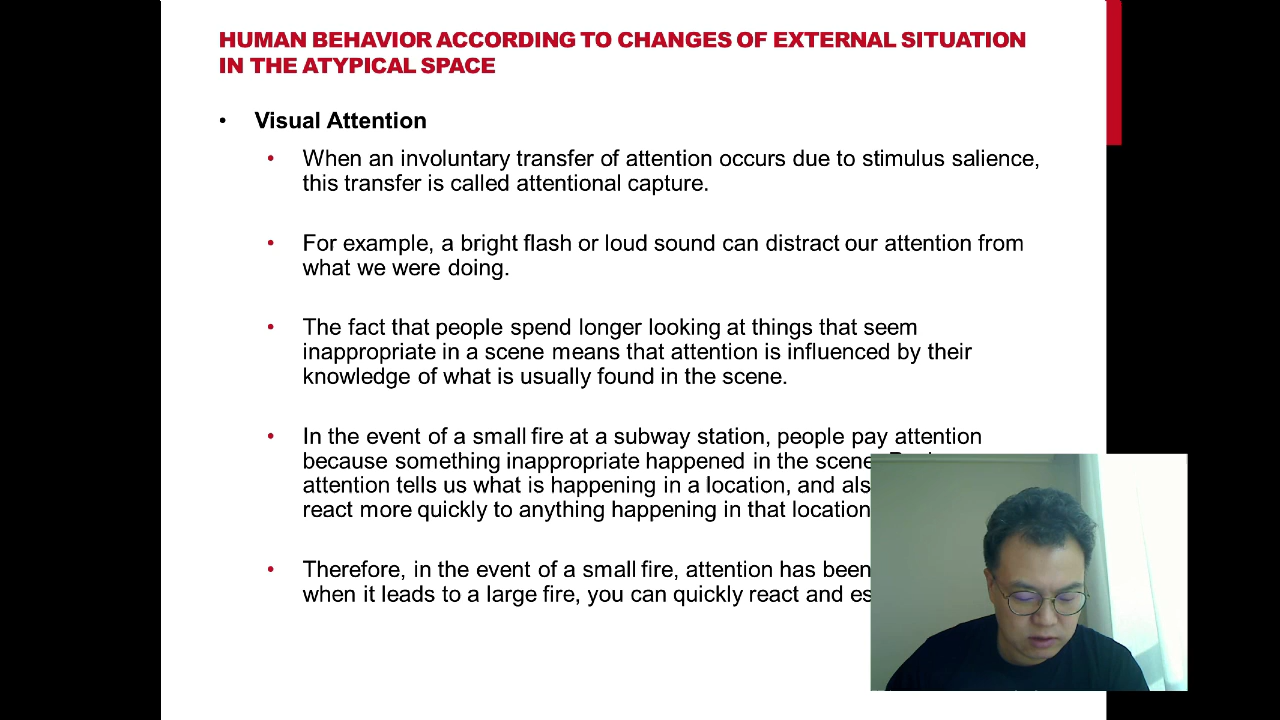 HUMAN BEHAVIOR ACCORDING TO CHANGES OF EXTERNAL SITUATION
IN THE ATYPICAL SPACE
• Visual Attention
• When an involuntary transfer of attention occurs due to stimulus salience,
this transfer is called attentional capture.
• For example, a bright flash or loud sound can distract our attention from
what we were doing.
• The fact that people spend longer looking at things that seem
inappropriate in a scene means that attention is influenced by their
knowledge of what is usually found in the scene.
• In the event of a small fire at a subway station, people pay attention
because something inappropriate happened in the scene
attention tells us what is happening in a location, and
react more quickly to anything happening in that location
• Therefore, in the event of a small fire, attention has been
when it leads to a large fire, you can quickly react and